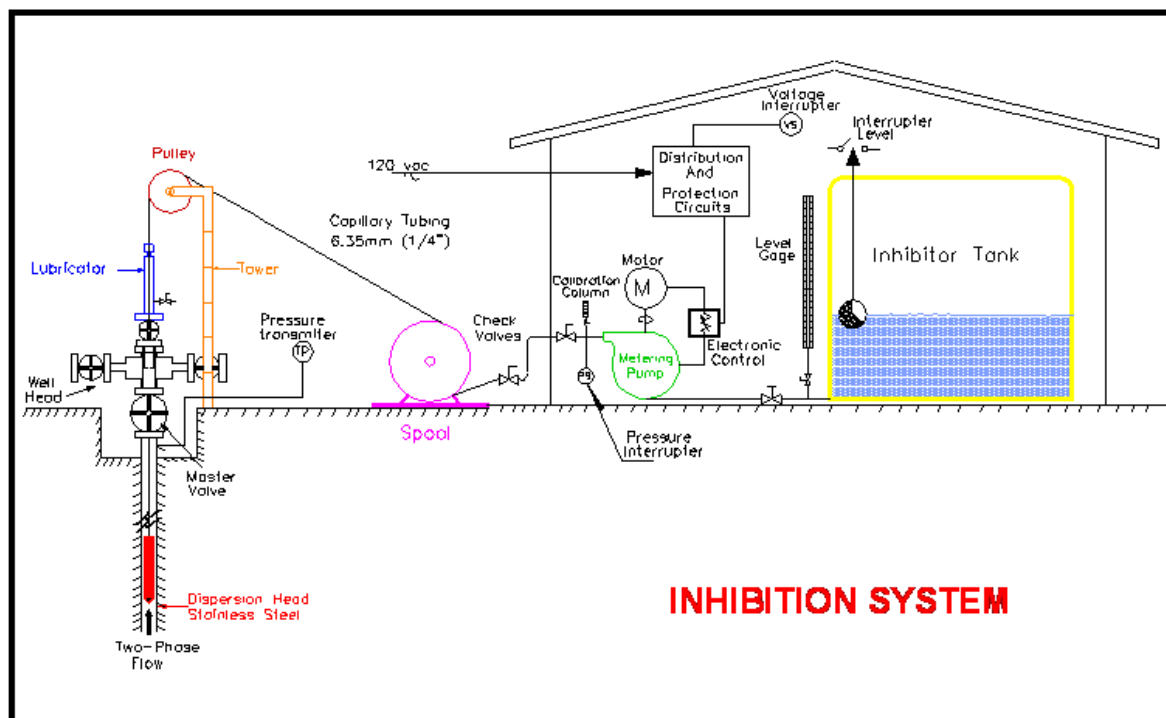 Voltage
Interrupter
VS
Interrupter
Level
Pulley
120 vac
Distribution
And
Protection
Circuits
Capilary Tubing
6.35mm (1/4")
Level
Gage
Inhibitor Tank
Lubricator
Tower
Motor
M
Calibration
Column
Pressure
transmiter
TP
Check
Valves
Metering
Pump
Electronic
Control
Well
Head
PS
Spool
Pressure
Interrupter
Master
Valve
Dispersion Head
Stainless Steel
INHIBITION SYSTEM
Two-Phase
Flow